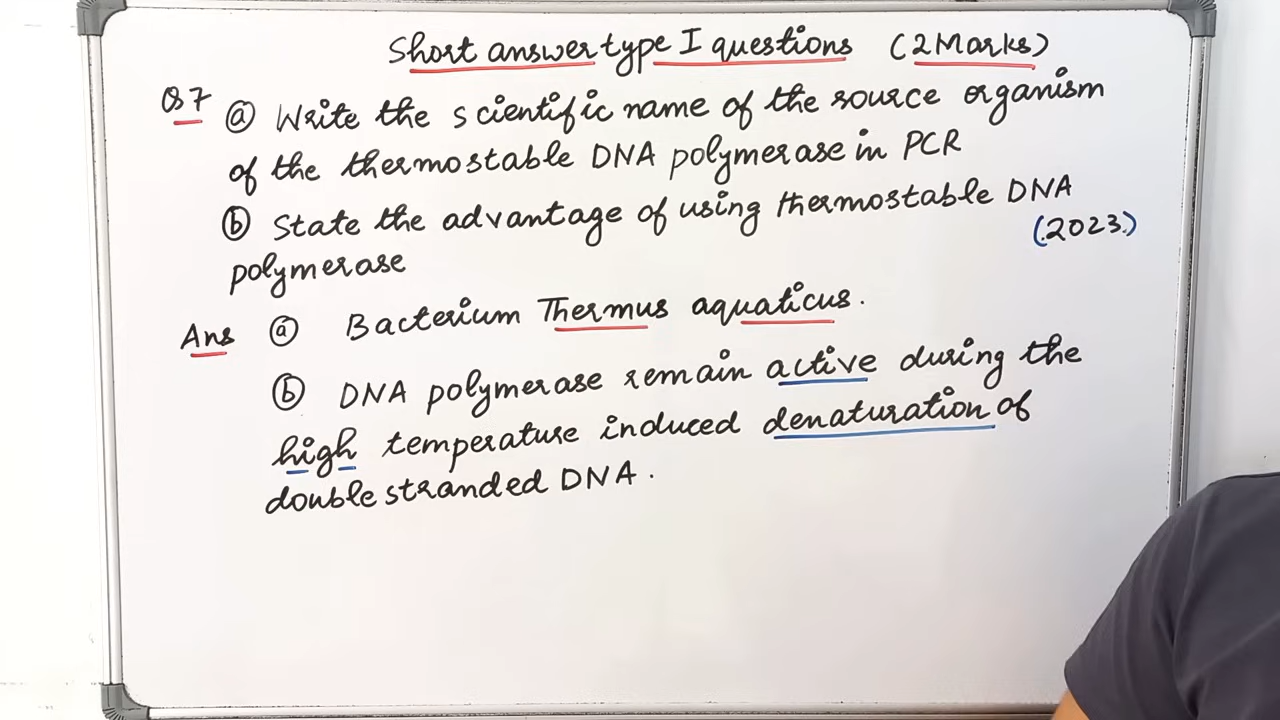 Short answer type I questions (2 Marks)
Q7 (a) Write the scientific name of the source organism
of the thermostable DNA polymerase in PCR
(b) State the advantage of using thermostable DNA
polymerase (2023.)
Ans (a) Bacterium Thermus aquaticus.
(b) DNA polymerase remain active during the
high temperature induced denaturation of
double stranded DNA.